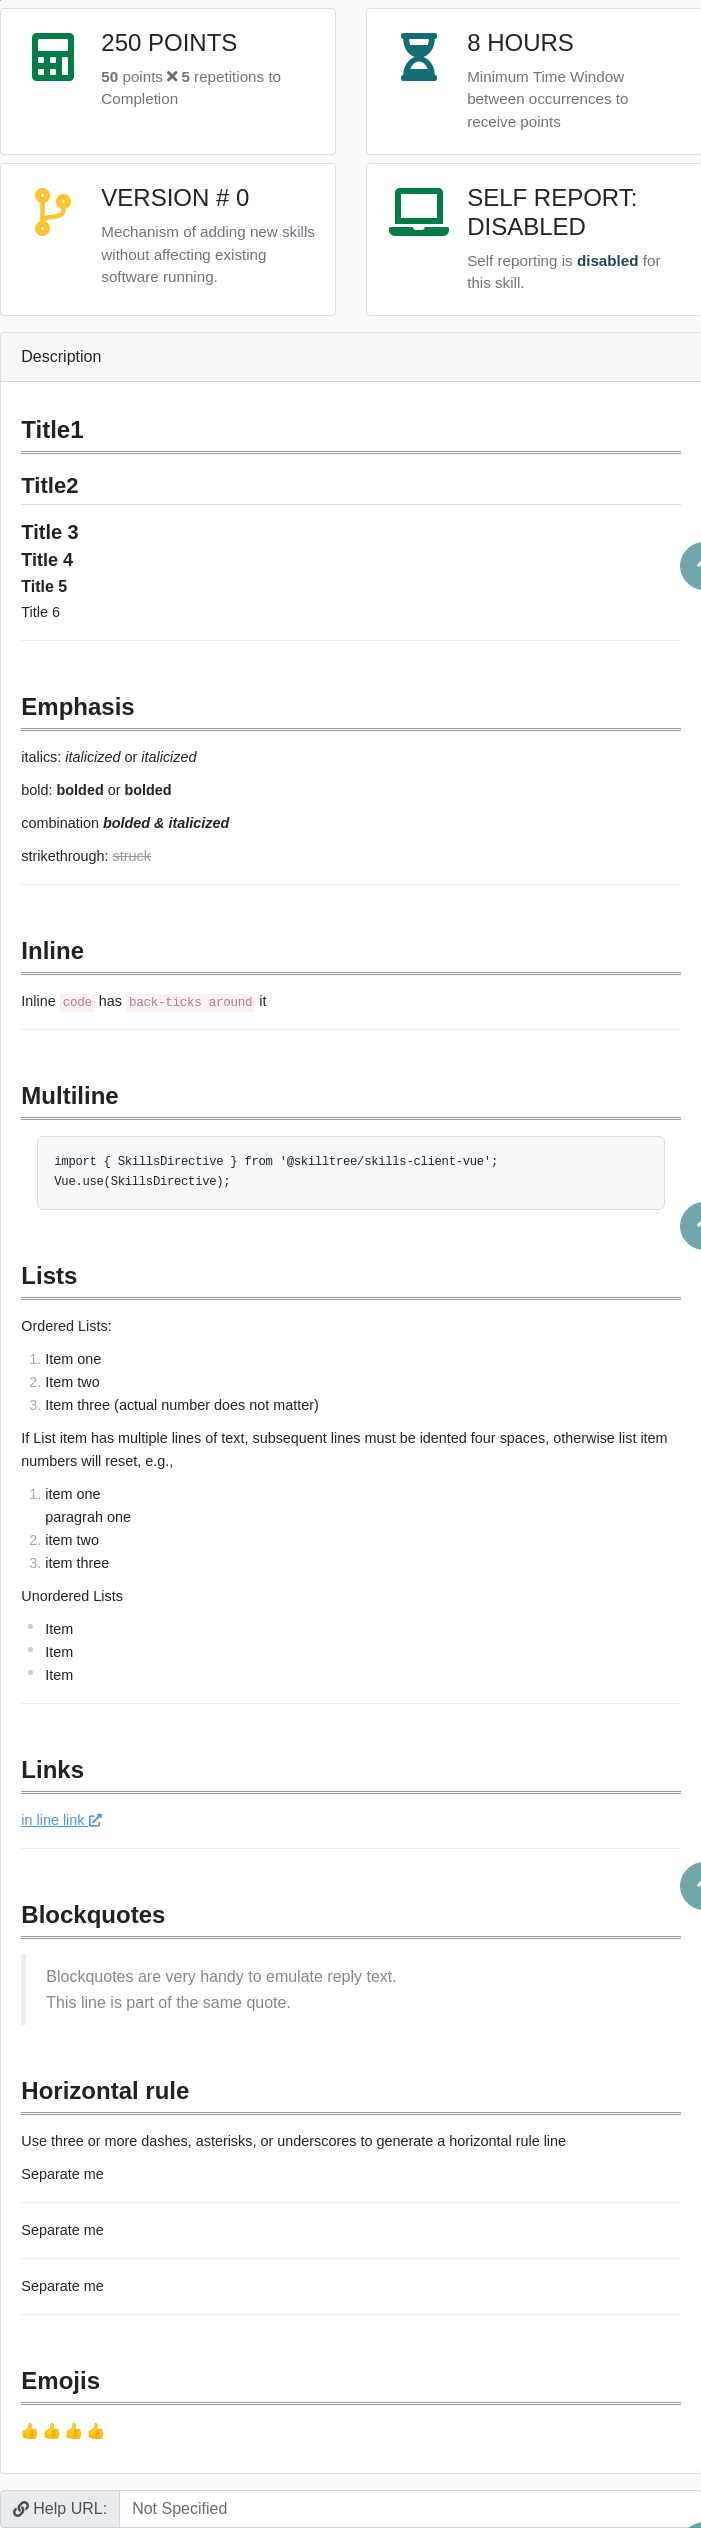 250 POINTS
50 points ✖ 5 repetitions to
Completion
8 HOURS
Minimum Time Window
between occurrences to
receive points
VERSION # 0
Mechanism of adding new skills
without affecting existing
software running.
SELF REPORT:
DISABLED
Self reporting is disabled for
this skill.
Description
Title1
Title2
Title 3
Title 4
Title 5
Title 6
Emphasis
italics: italicized or italicized
bold: bolded or bolded
combination bolded & italicized
strikethrough: struck
Inline
Inline code has back-ticks around it
Multiline
import { SkillsDirective } from '@skilltree/skills-client-vue';
Vue.use(SkillsDirective);
Lists
Ordered Lists:
1. Item one
2. Item two
3. Item three (actual number does not matter)
If List item has multiple lines of text, subsequent lines must be idented four spaces, otherwise list item
numbers will reset, e.g.,
1. item one
paragrah one
2. item two
3. item three
Unordered Lists
• Item
• Item
• Item
Links
in line link
Blockquotes
Blockquotes are very handy to emulate reply text.
This line is part of the same quote.
Horizontal rule
Use three or more dashes, asterisks, or underscores to generate a horizontal rule line
Separate me
Separate me
Separate me
Emojis
👍 👍 👍 👍
Help URL: Not Specified